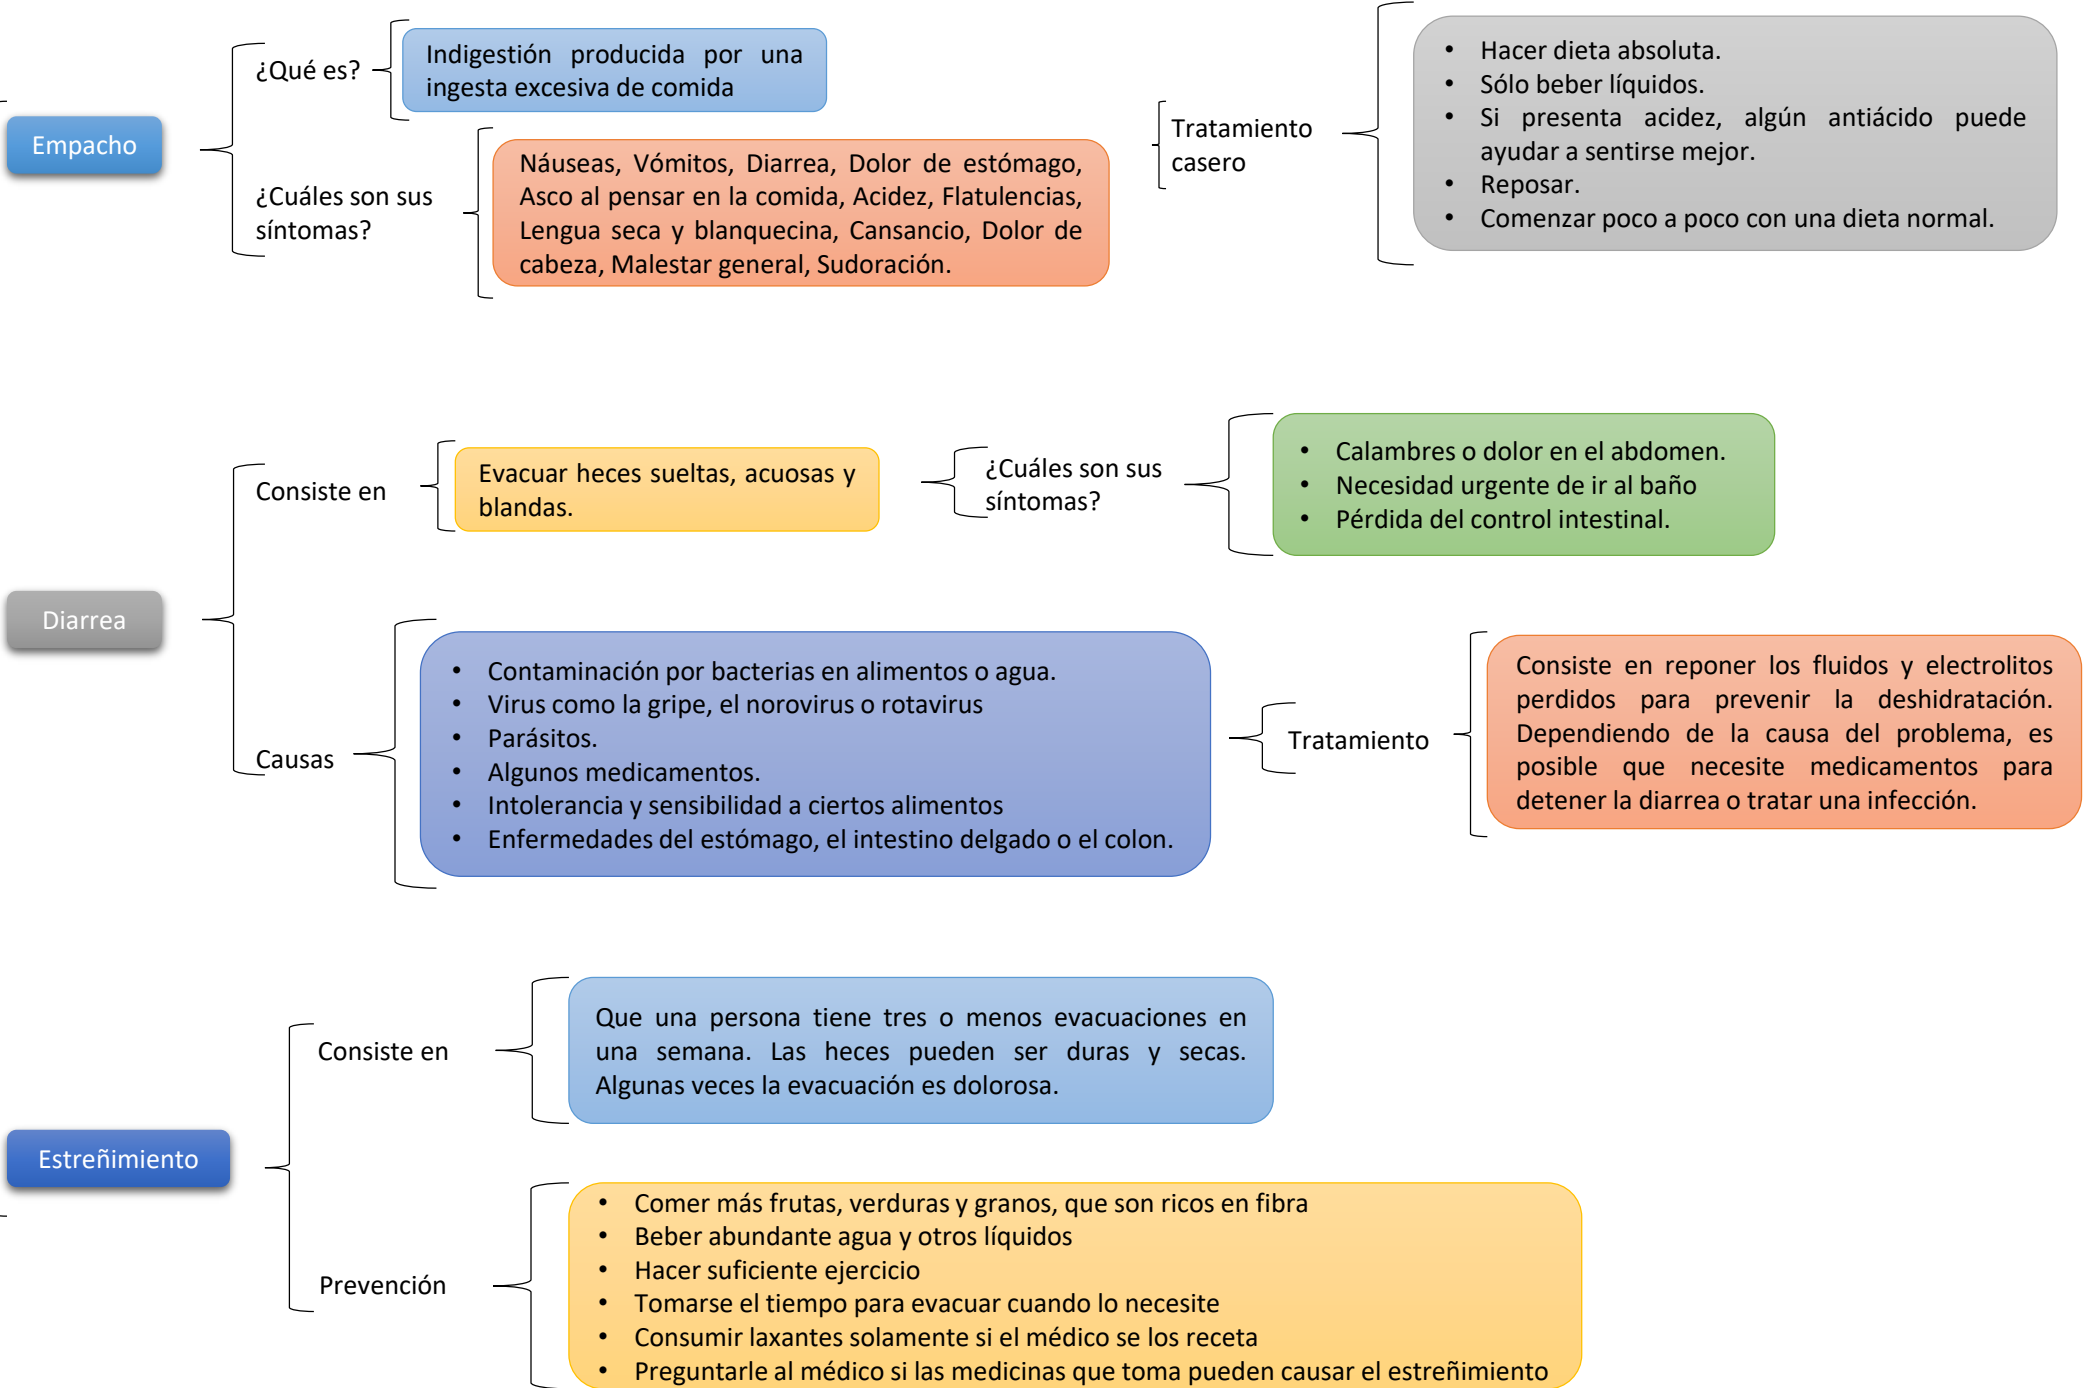 Empacho
¿Qué es?
Indigestión producida por una
ingesta excesiva de comida
¿Cuáles son sus
síntomas?
Náuseas, Vómitos, Diarrea, Dolor de estómago,
Asco al pensar en la comida, Acidez, Flatulencias,
Lengua seca y blanquecina, Cansancio, Dolor de
cabeza, Malestar general, Sudoración.
Tratamiento
casero
• Hacer dieta absoluta.
• Sólo beber líquidos.
• Si presenta acidez, algún antiácido puede
ayudar a sentirse mejor.
• Reposar.
• Comenzar poco a poco con una dieta normal.
Diarrea
Consiste en
Evacuar heces sueltas, acuosas y
blandas.
¿Cuáles son sus
síntomas?
• Calambres o dolor en el abdomen.
• Necesidad urgente de ir al baño
• Pérdida del control intestinal.
Causas
• Contaminación por bacterias en alimentos o agua.
• Virus como la gripe, el norovirus o rotavirus
• Parásitos.
• Algunos medicamentos.
• Intolerancia y sensibilidad a ciertos alimentos
• Enfermedades del estómago, el intestino delgado o el colon.
Tratamiento
Consiste en reponer los fluidos y electrolitos
perdidos para prevenir la deshidratación.
Dependiendo de la causa del problema, es
posible que necesite medicamentos para
detener la diarrea o tratar una infección.
Estreñimiento
Consiste en
Que una persona tiene tres o menos evacuaciones en
una semana. Las heces pueden ser duras y secas.
Algunas veces la evacuación es dolorosa.
Prevención
• Comer más frutas, verduras y granos, que son ricos en fibra
• Beber abundante agua y otros líquidos
• Hacer suficiente ejercicio
• Tomarse el tiempo para evacuar cuando lo necesite
• Consumir laxantes solamente si el médico se los receta
• Preguntarle al médico si las medicinas que toma pueden causar el estreñimiento